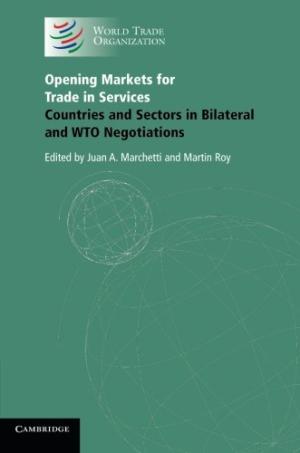 WORLD TRADE
ORGANIZATION
Opening Markets for
Trade in Services
Countries and Sectors in Bilateral
and WTO Negotiations
Edited by Juan A. Marchetti and Martin Roy
CAMBRIDGE